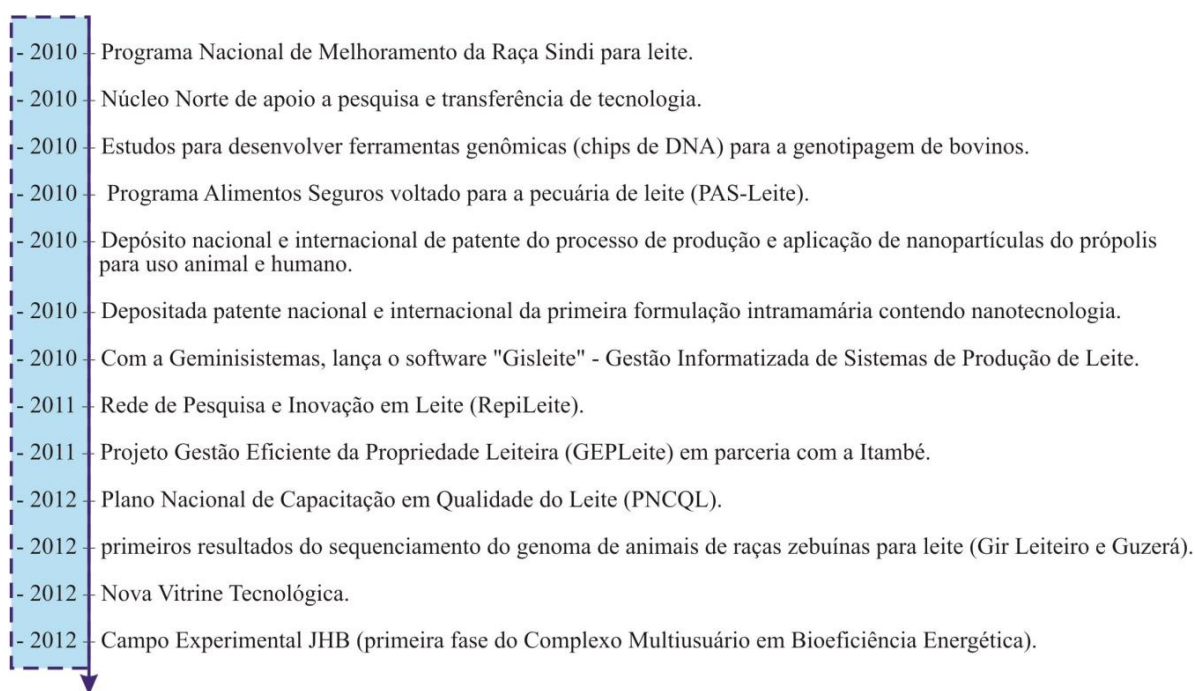 - 2010 - Programa Nacional de Melhoramento da Raça Sindi para leite.
- 2010 - Núcleo Norte de apoio a pesquisa e transferência de tecnologia.
- 2010 - Estudos para desenvolver ferramentas genômicas (chips de DNA) para a genotipagem de bovinos.
- 2010 - Programa Alimentos Seguros voltado para a pecuária de leite (PAS-Leite).
- 2010 - Depósito nacional e internacional de patente do processo de produção e aplicação de nanopartículas do própolis
para uso animal e humano.
- 2010 - Depositada patente nacional e internacional da primeira formulação intramamária contendo nanotecnologia.
- 2010 - Com a Geminisistemas, lança o software "Gisleite" - Gestão Informatizada de Sistemas de Produção de Leite.
- 2011 - Rede de Pesquisa e Inovação em Leite (RepiLeite).
- 2011 - Projeto Gestão Eficiente da Propriedade Leiteira (GEPLeite) em parceria com a Itambé.
- 2012 - Plano Nacional de Capacitação em Qualidade do Leite (PNCQL).
- 2012 - primeiros resultados do sequenciamento do genoma de animais de raças zebuínas para leite (Gir Leiteiro e Guzerá).
- 2012 - Nova Vitrine Tecnológica.
- 2012 - Campo Experimental JHB (primeira fase do Complexo Multiusuário em Bioeficiência Energética).